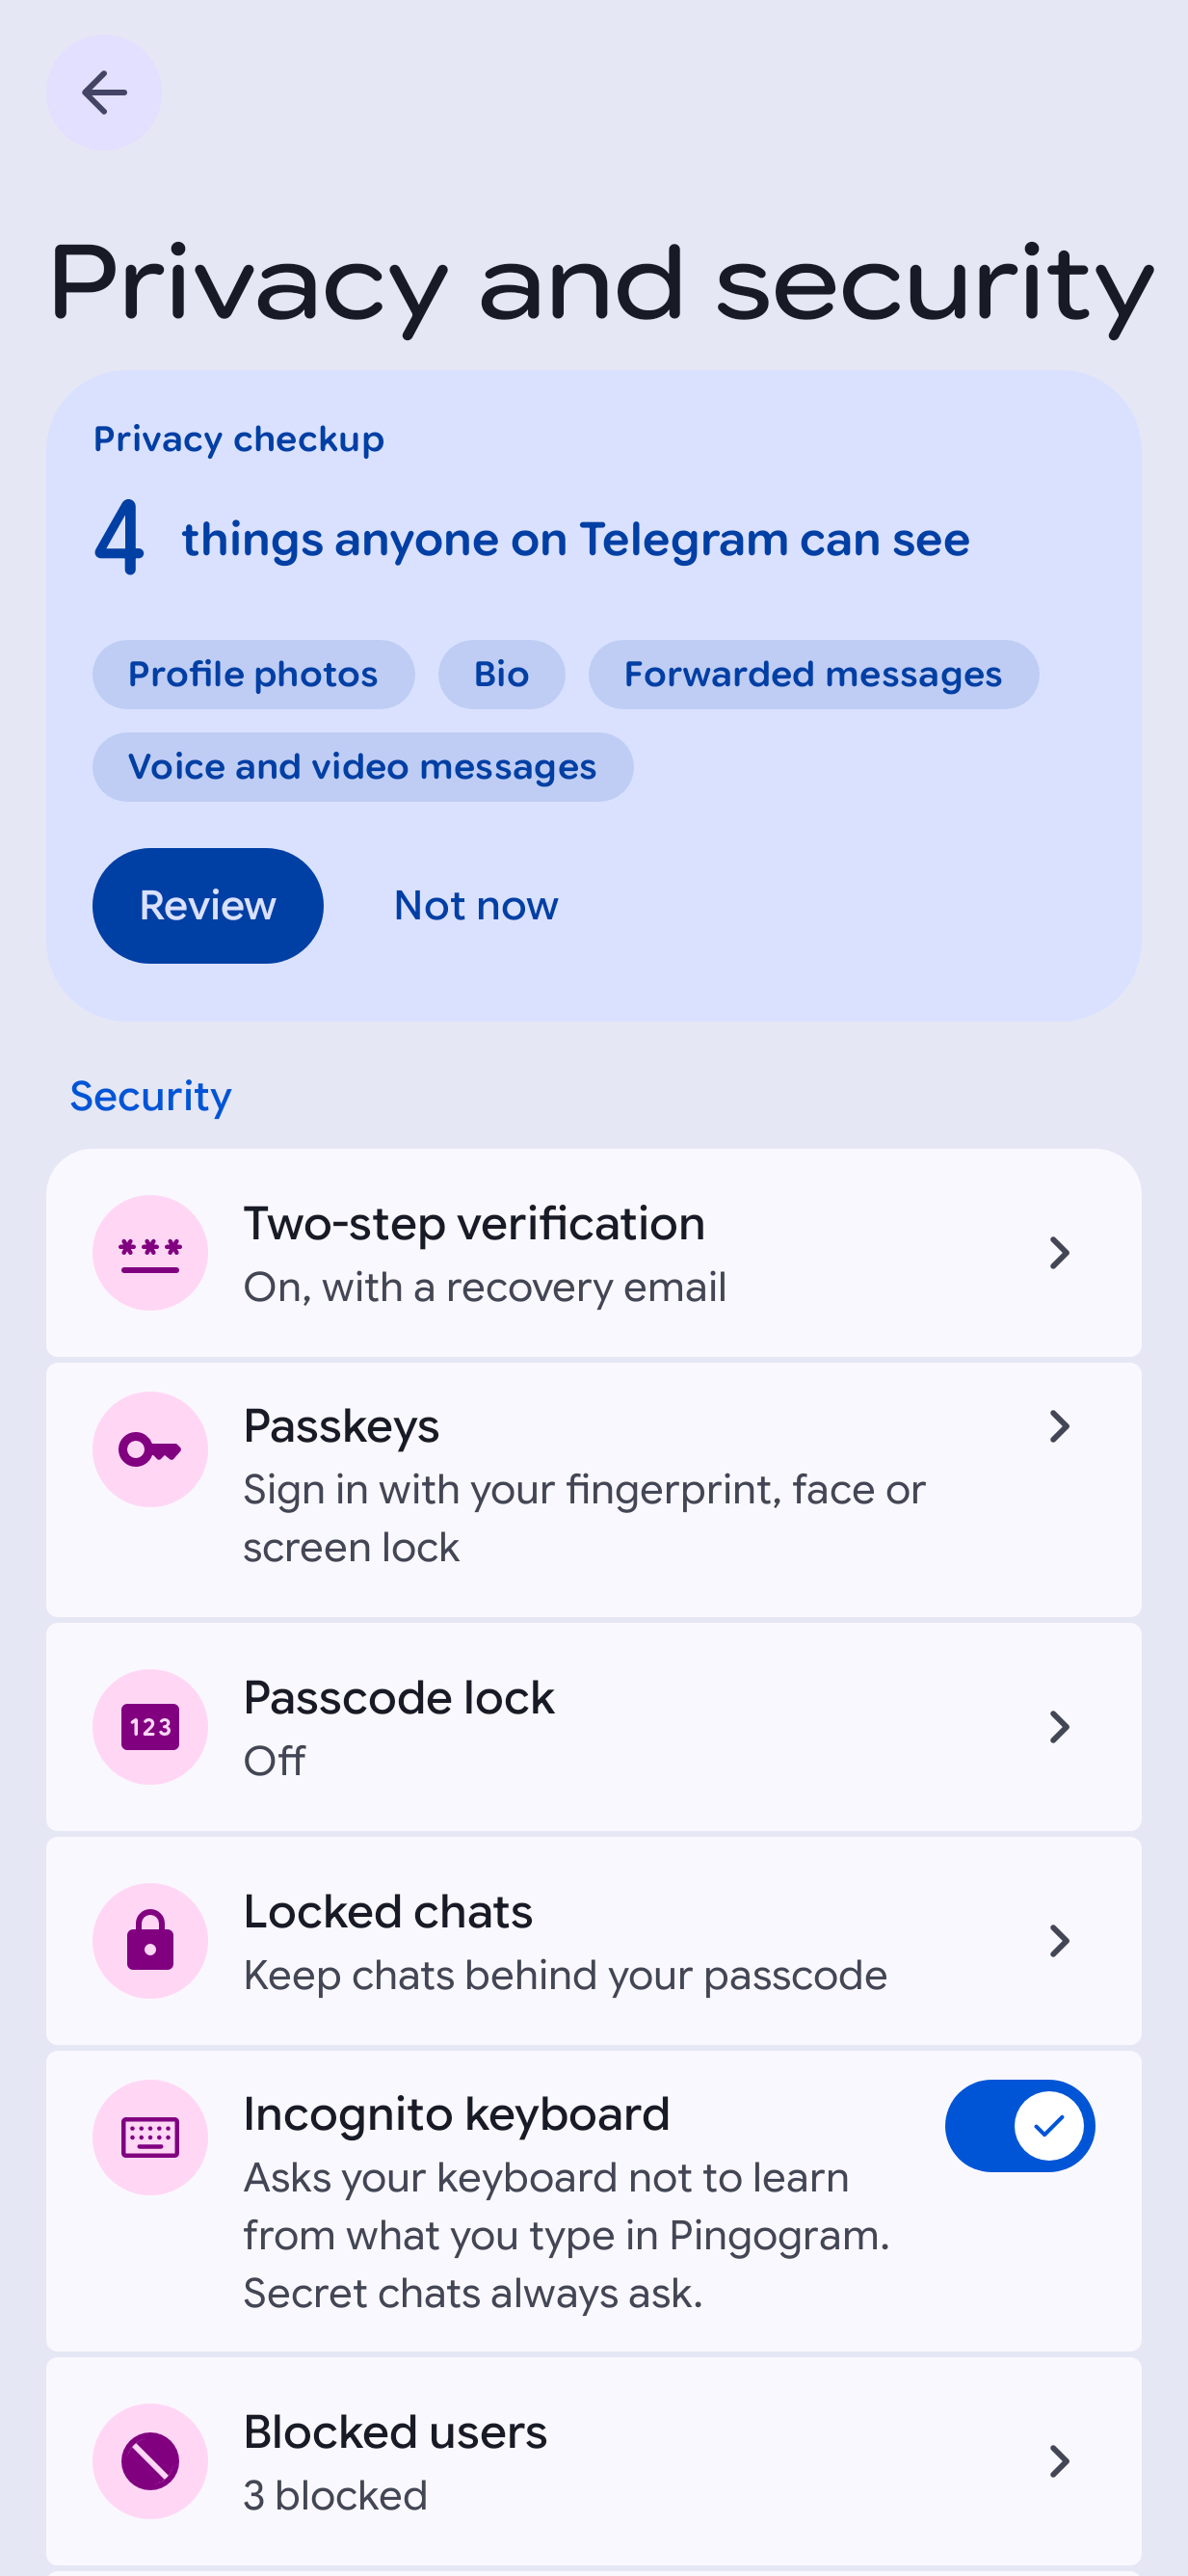 Privacy and security
Privacy checkup
4 things anyone on Telegram can see
Profile photos Bio Forwarded messages
Voice and video messages
Review Not now
Security
Two-step verification
On, with a recovery email
Passkeys
Sign in with your fingerprint, face or
screen lock
123
Passcode lock
Off
Locked chats
Keep chats behind your passcode
Incognito keyboard
Asks your keyboard not to learn
from what you type in Pingogram.
Secret chats always ask.
Blocked users
3 blocked